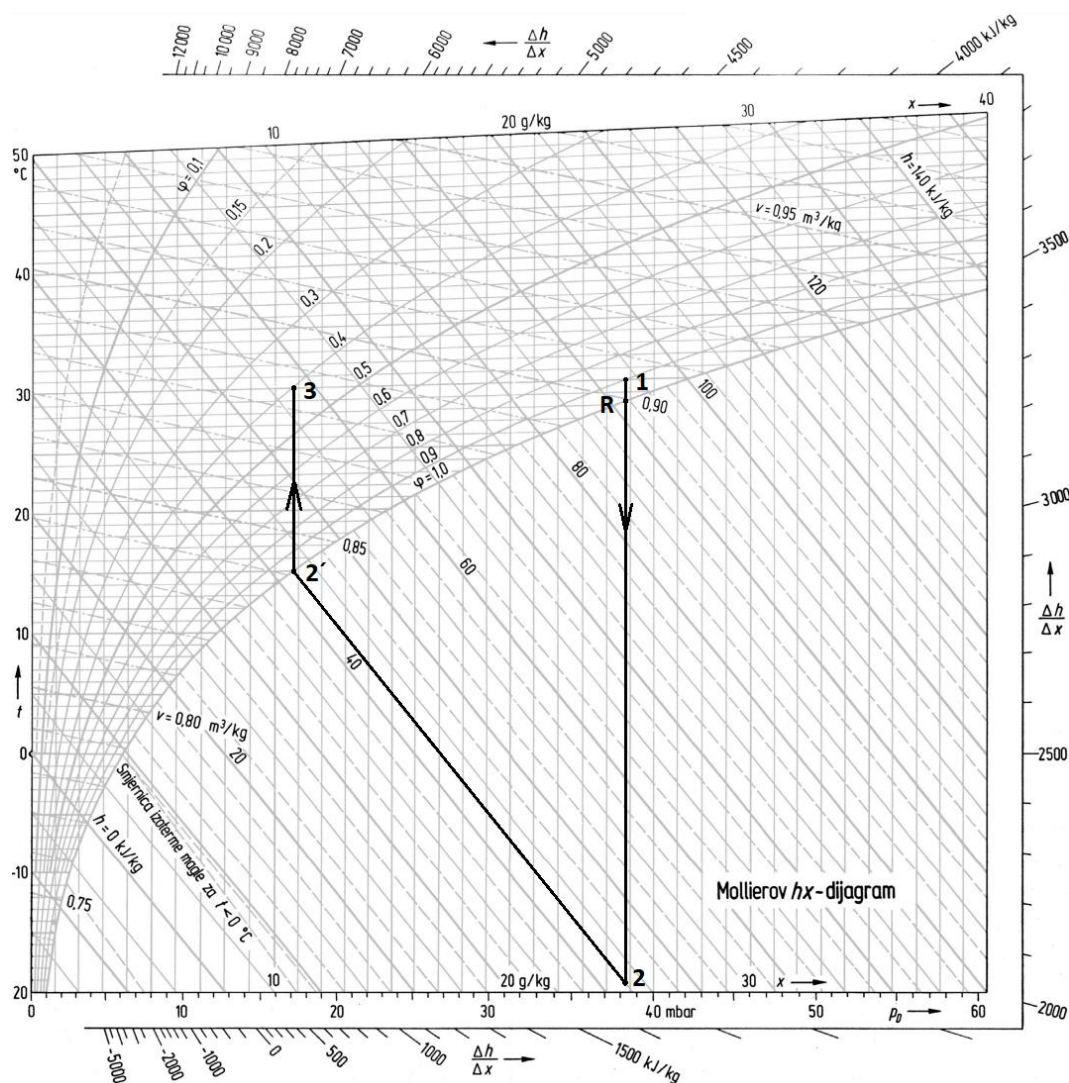 12000 10000 9000 8000 7000 6000 ← Δh/Δx 5000 4500 4000 kJ/kg
x → 40
10 20 g/kg 30
50
°C
40
30
20
10
t
0
-10
20
φ = 0,1
0,15
0,2
0,3
0,4
0,5
0,6
0,7
0,8
0,9
φ = 1,0
v = 0,95 m³/kg
h = 140 kJ/kg
120
100
80
60
40
20
h = 0 kJ/kg
3
1
R
0,90
2´
0,85
v = 0,80 m³/kg
Smjernica izoterme magle za t < 0 °C
0,75
Mollierov hx-dijagram
2
10 20 g/kg 30 x →
0 10 20 30 40 mbar 50 p_D → 60
3500
3000
Δh/Δx
2500
2000
-5000 -2000 -1000 0 500 1000 Δh/Δx → 1500 kJ/kg